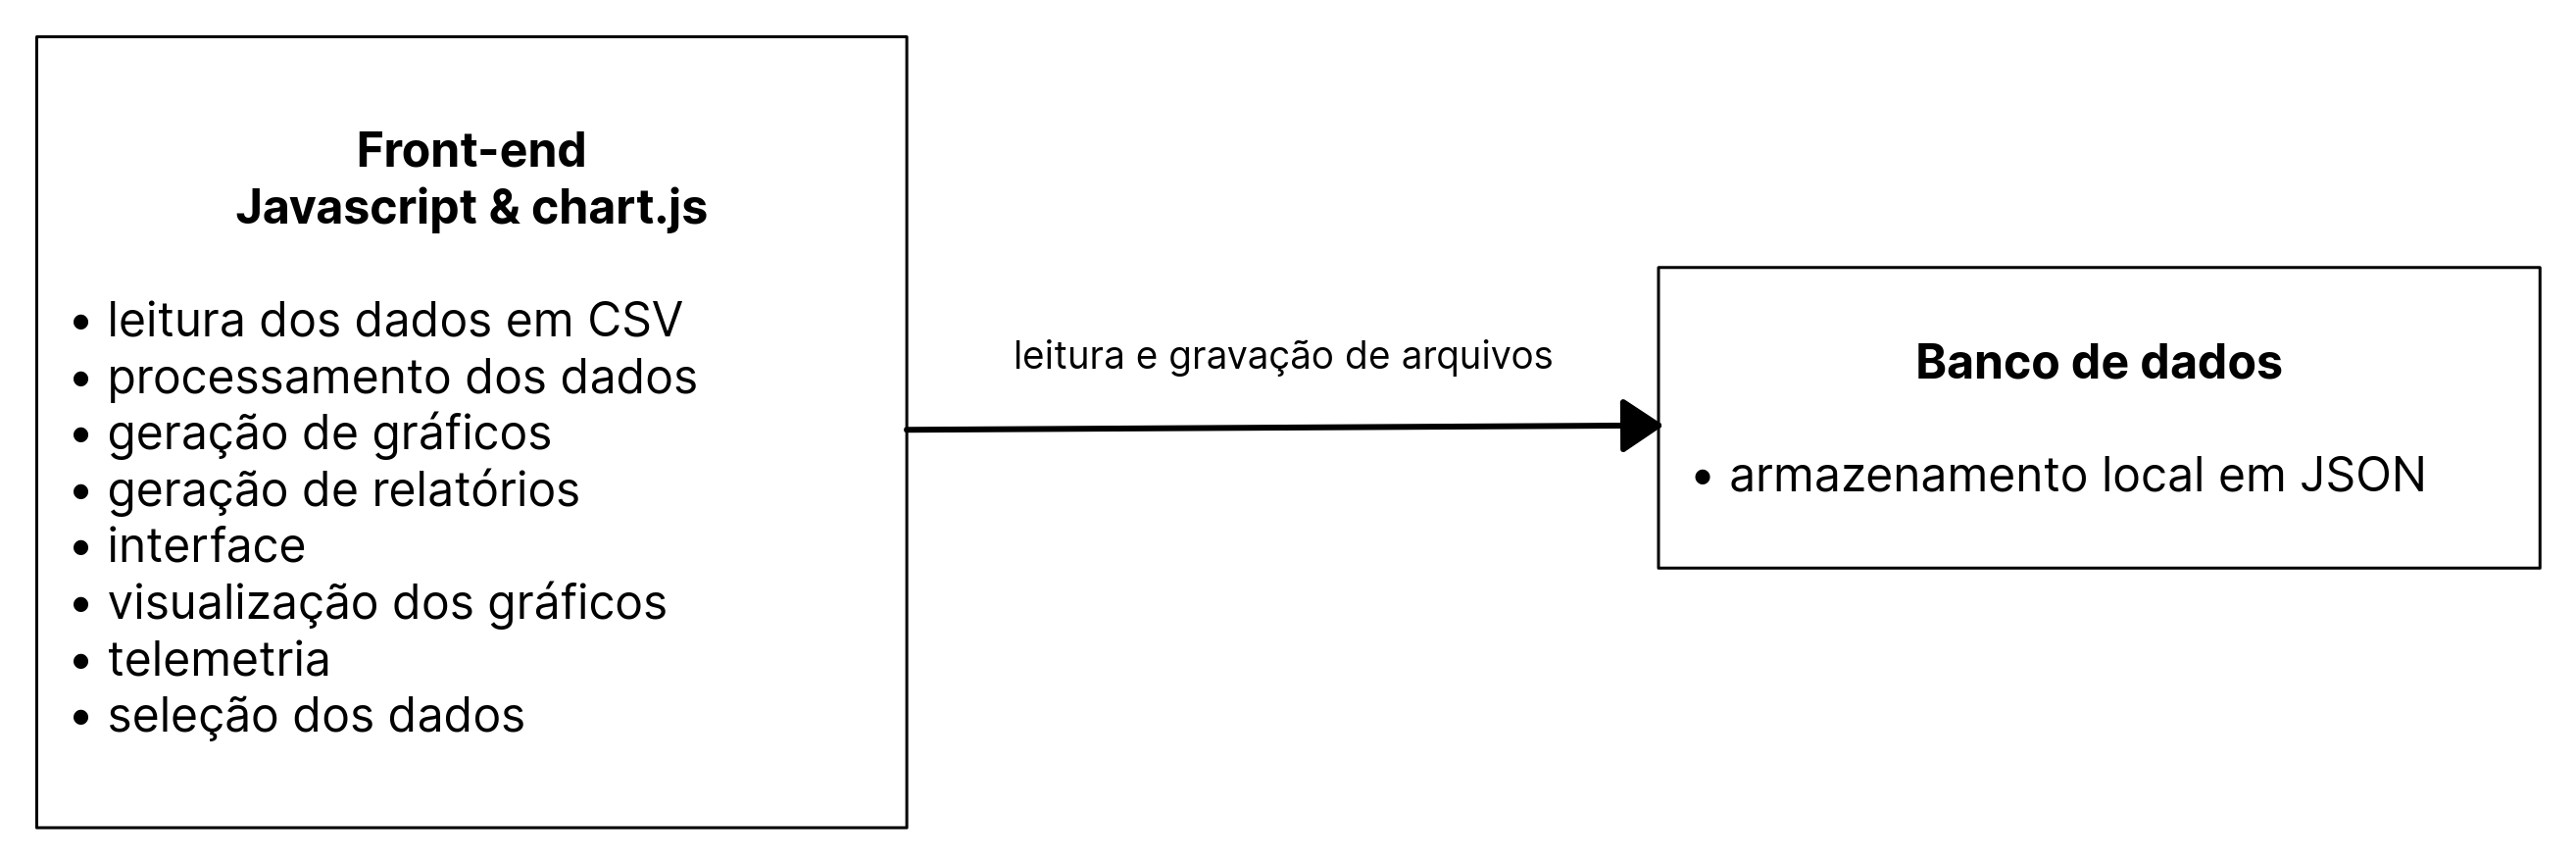 Front-end
Javascript & chart.js
• leitura dos dados em CSV
• processamento dos dados
• geração de gráficos
• geração de relatórios
• interface
• visualização dos gráficos
• telemetria
• seleção dos dados
leitura e gravação de arquivos
Banco de dados
• armazenamento local em JSON